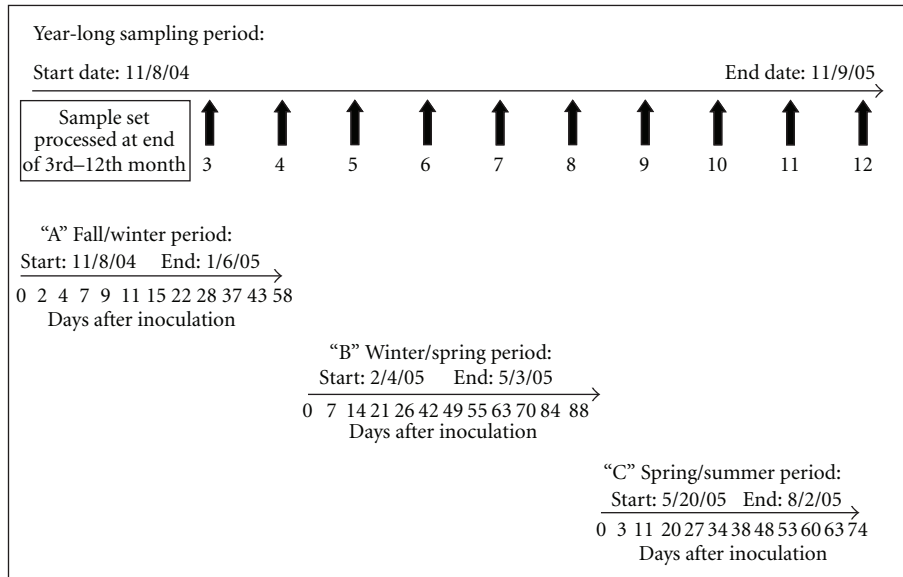 Year-long sampling period:
Start date: 11/8/04 End date: 11/9/05
Sample set
processed at end
of 3rd–12th month
3 4 5 6 7 8 9 10 11 12
"A" Fall/winter period:
Start: 11/8/04 End: 1/6/05
0 2 4 7 9 11 15 22 28 37 43 58
Days after inoculation
"B" Winter/spring period:
Start: 2/4/05 End: 5/3/05
0 7 14 21 26 42 49 55 63 70 84 88
Days after inoculation
"C" Spring/summer period:
Start: 5/20/05 End: 8/2/05
0 3 11 20 27 34 38 48 53 60 63 74
Days after inoculation